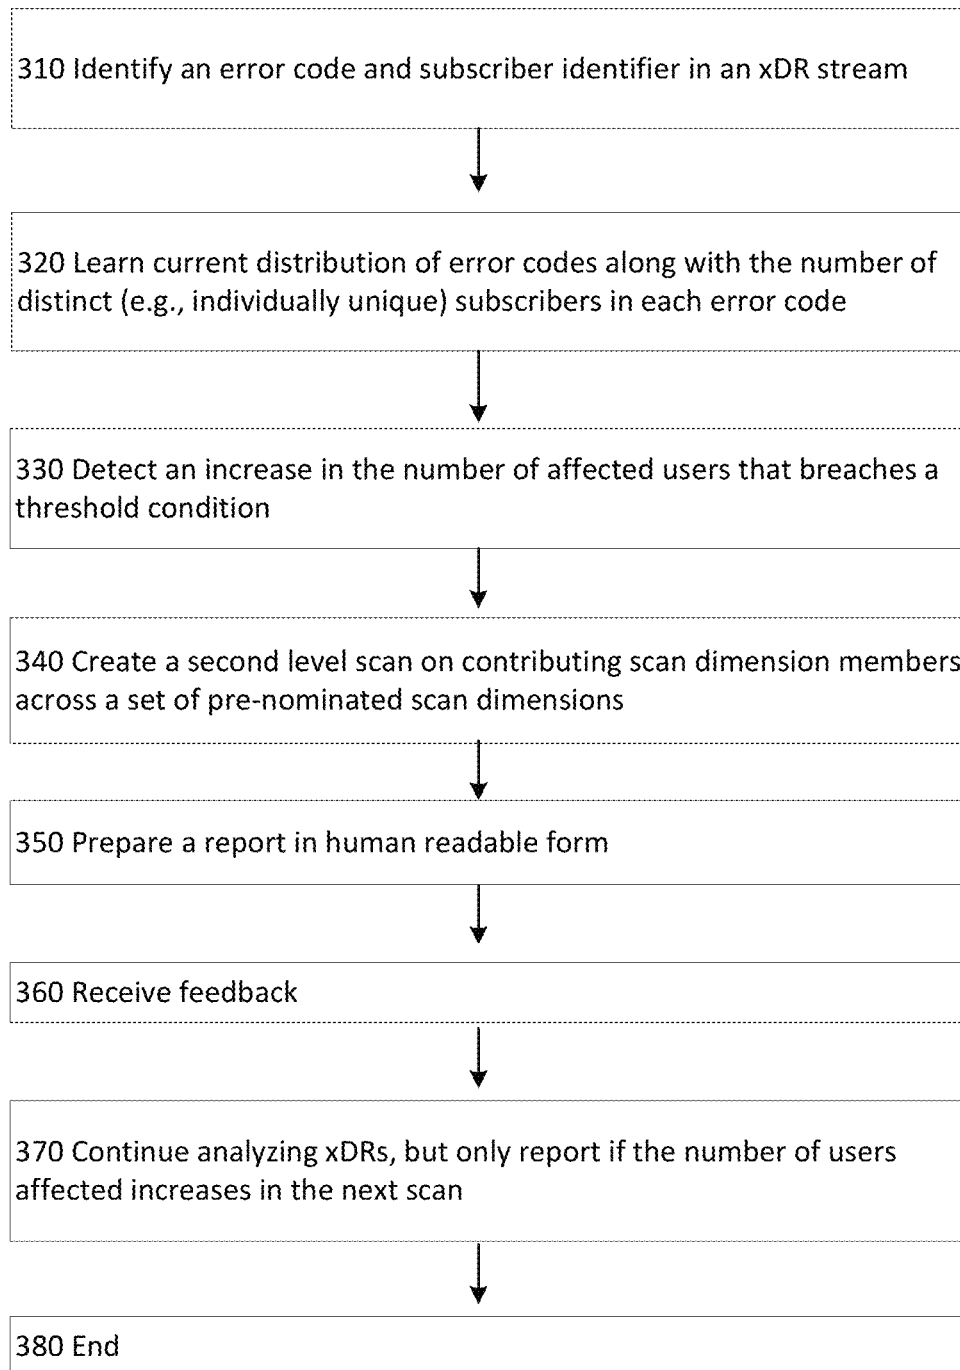 310 Identify an error code and subscriber identifier in an xDR stream
320 Learn current distribution of error codes along with the number of
distinct (e.g., individually unique) subscribers in each error code
330 Detect an increase in the number of affected users that breaches a
threshold condition
340 Create a second level scan on contributing scan dimension members
across a set of pre-nominated scan dimensions
350 Prepare a report in human readable form
360 Receive feedback
370 Continue analyzing xDRs, but only report if the number of users
affected increases in the next scan
380 End